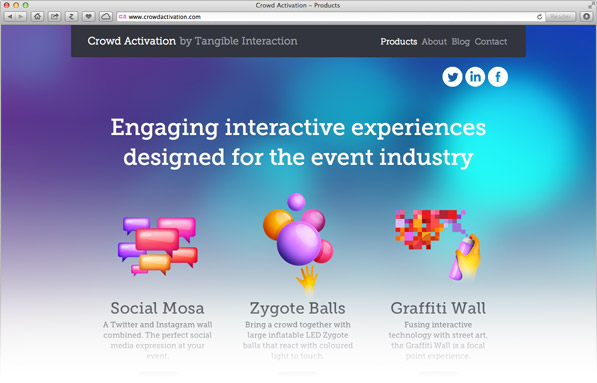 Crowd Activation – Products
www.crowdactivation.com
Reader
Crowd Activation by Tangible Interaction
Products About Blog Contact
Engaging interactive experiences
designed for the event industry
Social Mosa
Zygote Balls
Graffiti Wall
A Twitter and Instagram wall
combined. The perfect social
media expression at your
event.
Bring a crowd together with
large inflatable LED Zygote
balls that react with coloured
light to touch.
Fusing interactive
technology with street art,
the Graffiti Wall is a focal
point experience.